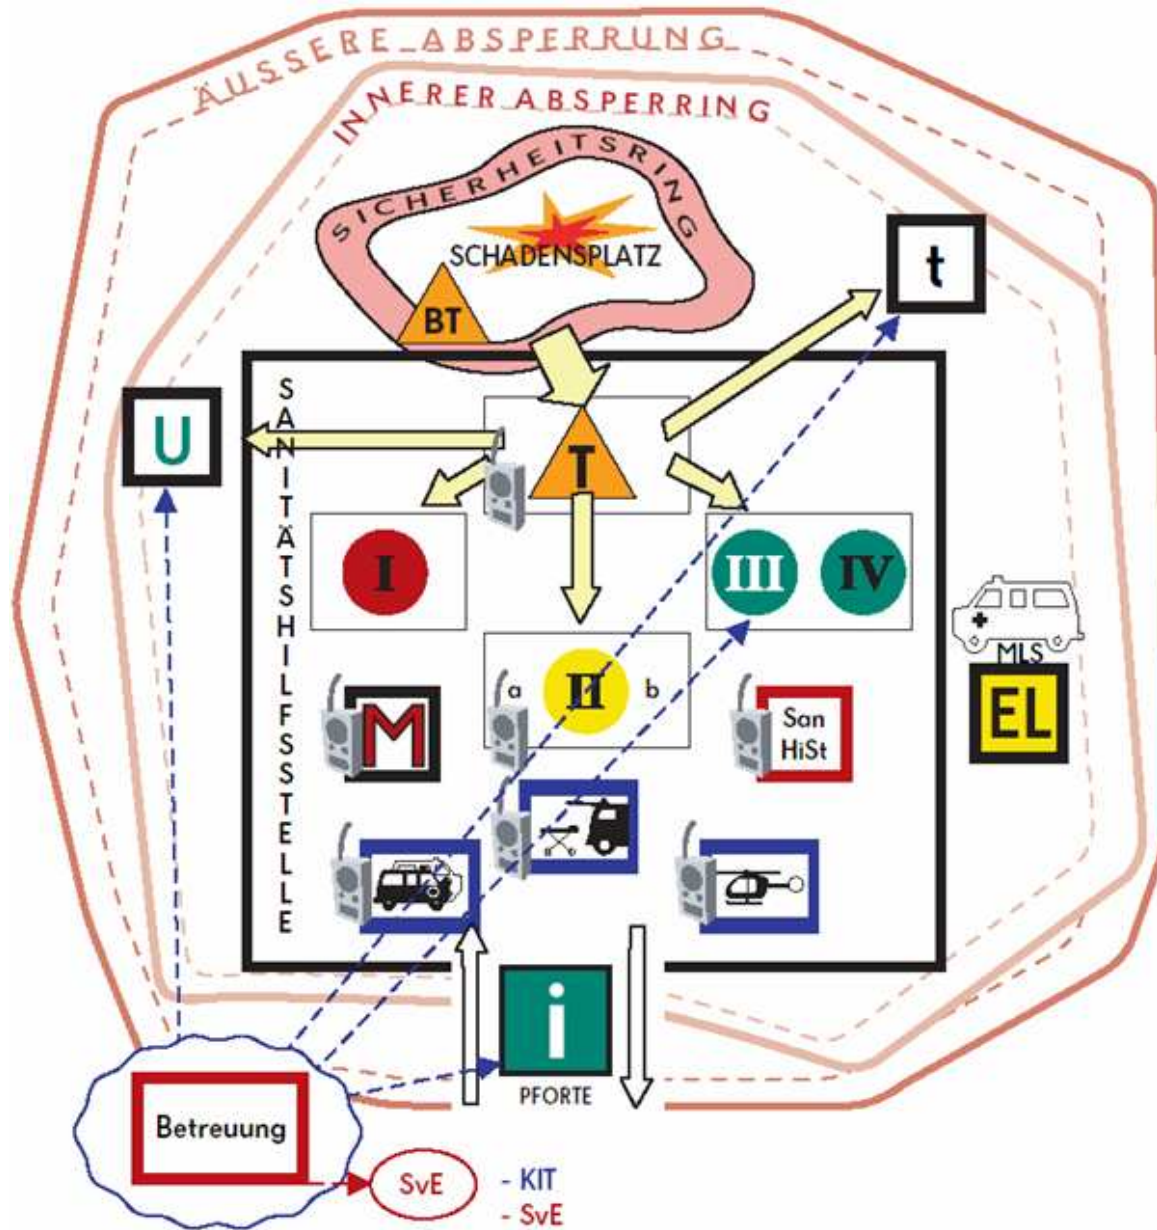 ÄUSSERE ABSPERRUNG
INNERER ABSPERRING
SICHERHEITSRING
SCHADENSPLATZ
BT
t
SANITÄTSHILFSSTELLE
U
T
I
III
IV
MLS
a
II
b
EL
M
San
HiSt
i
PFORTE
Betreuung
SvE
- KIT
- SvE